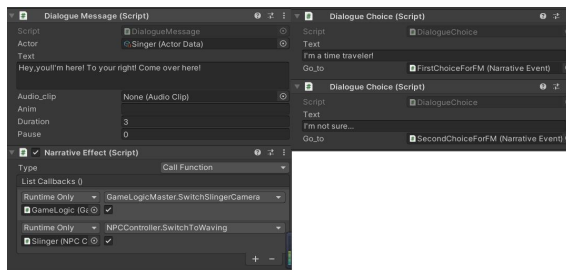 Dialogue Message (Script)
Script
DialogueMessage
Actor
Singer (Actor Data)
Text
Hey,you!I'm here! To your right! Come over here!
Audio_clip
None (Audio Clip)
Anim
Duration
3
Pause
0
Narrative Effect (Script)
Type
Call Function
List Callbacks ()
Runtime Only
GameLogicMaster.SwitchSlingerCamera
GameLogic (Ga
Runtime Only
NPCController.SwitchToWaving
Slinger (NPC C
Dialogue Choice (Script)
Script
DialogueChoice
Text
I'm a time traveler!
Go_to
FirstChoiceForFM (Narrative Event)
Dialogue Choice (Script)
Script
DialogueChoice
Text
I'm not sure...
Go_to
SecondChoiceForFM (Narrative Event)